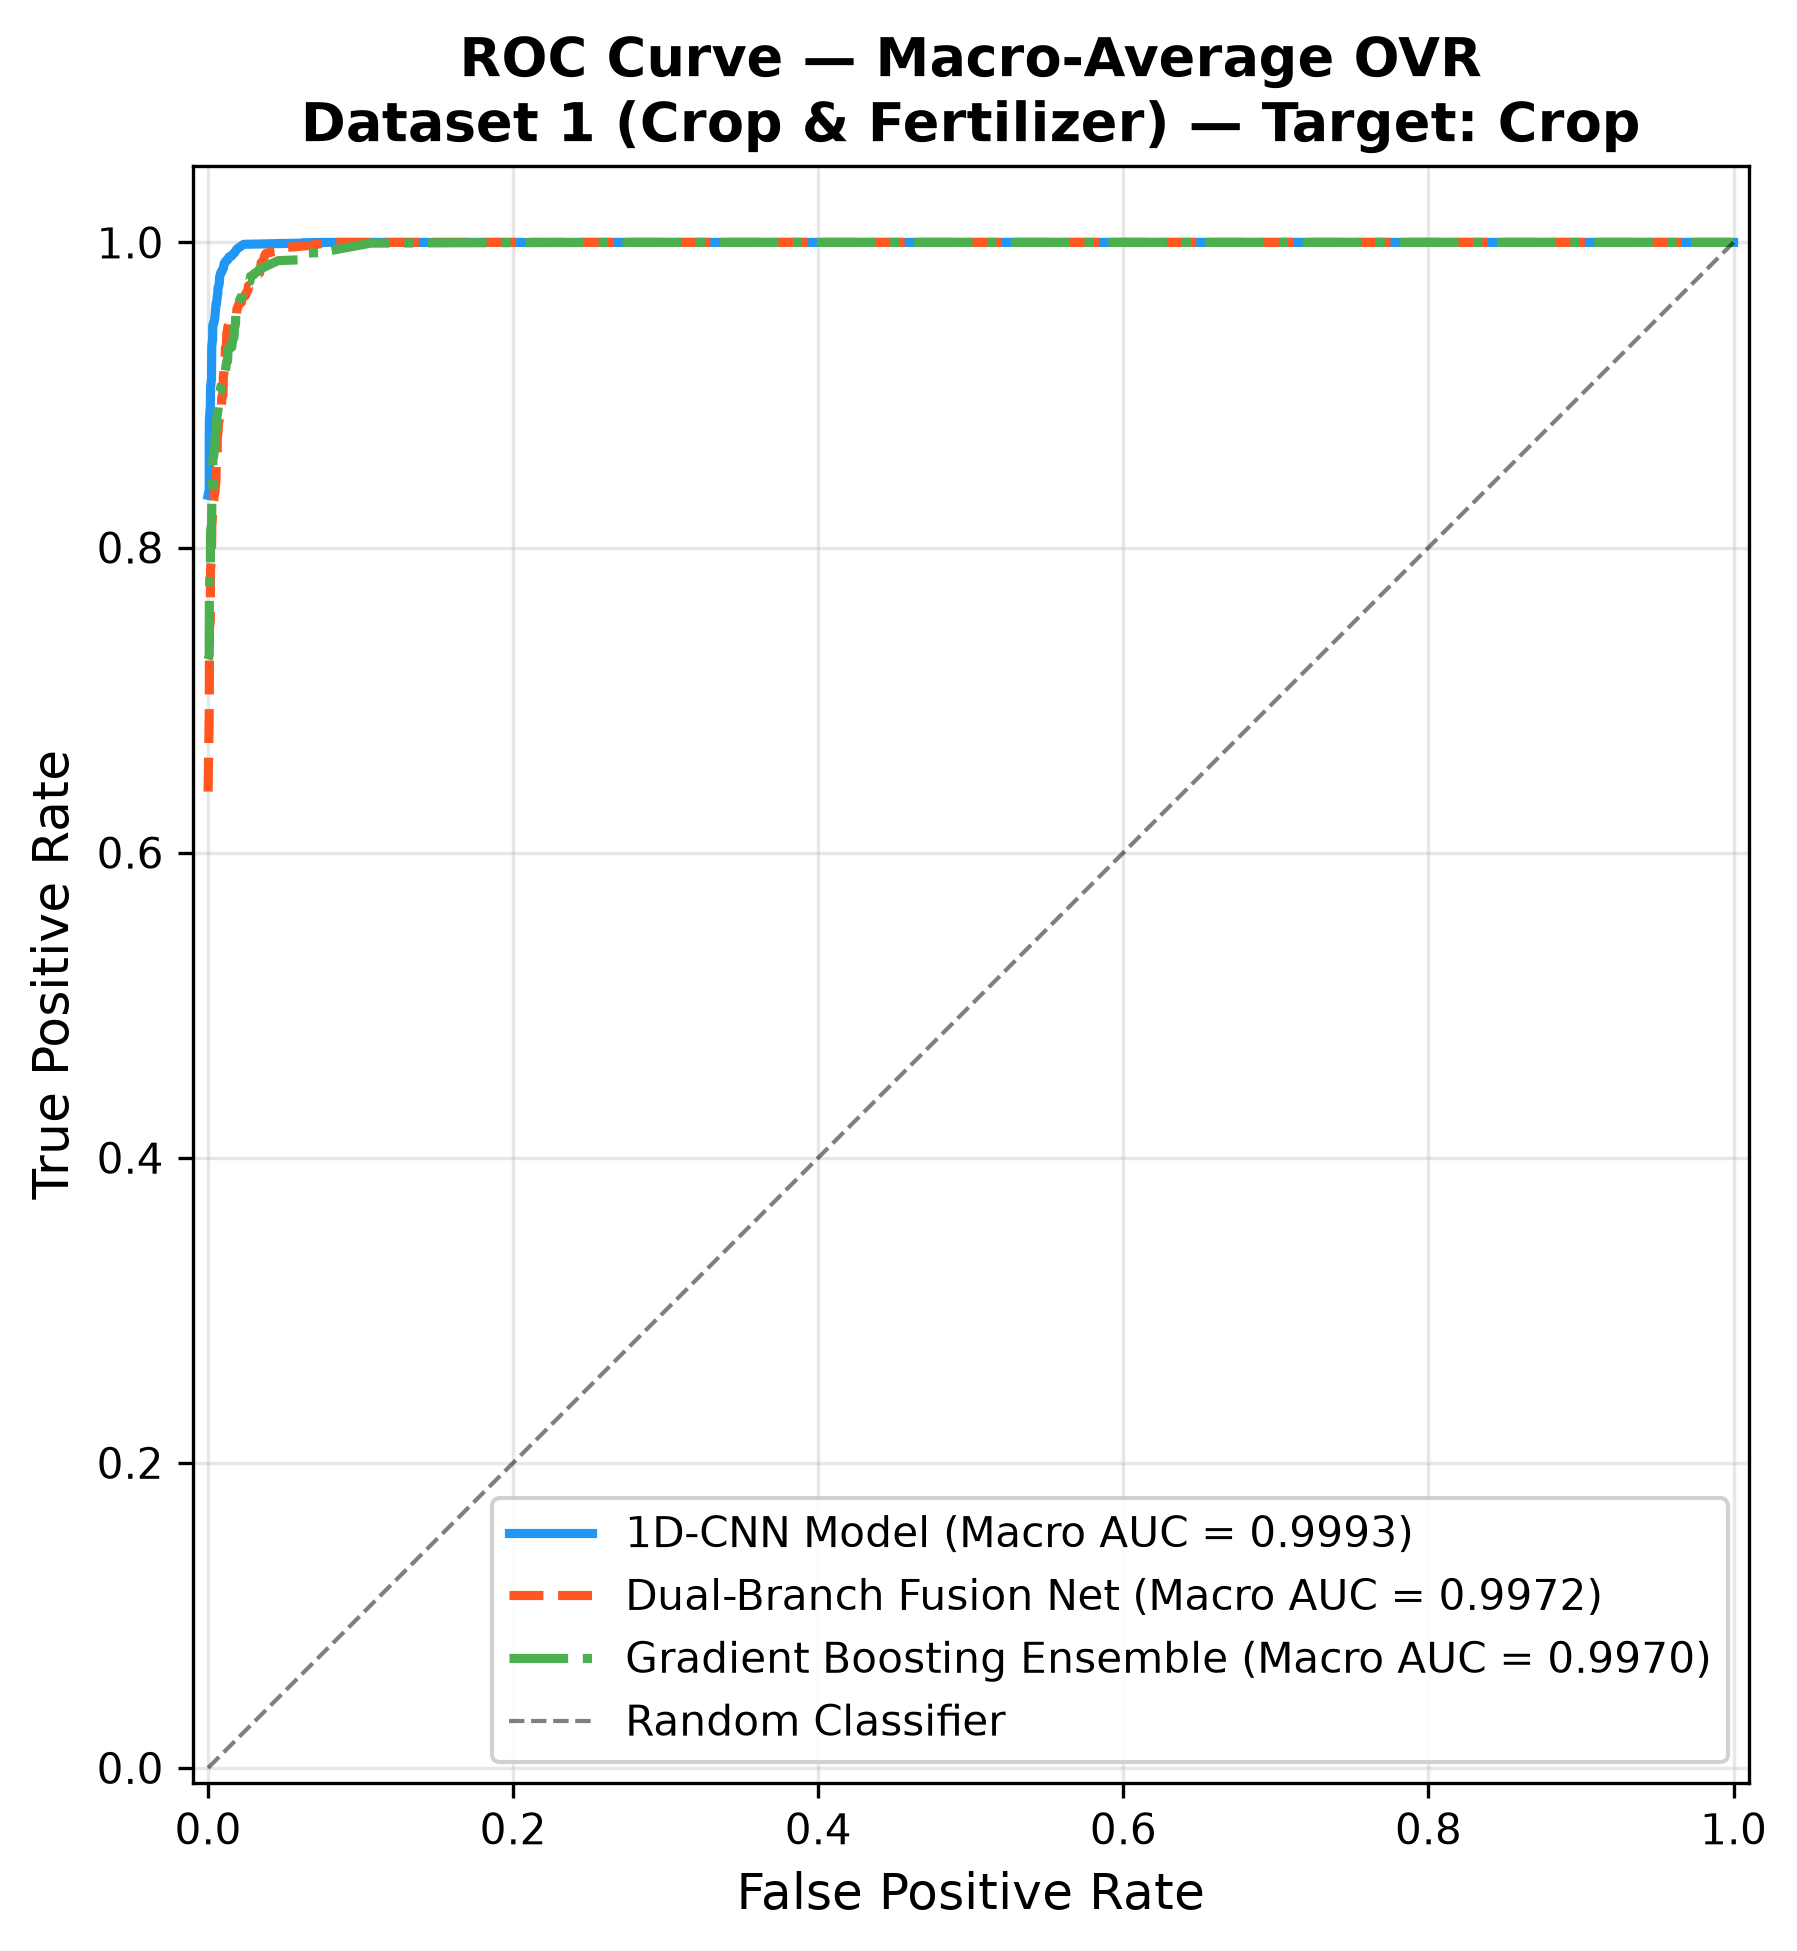 ROC Curve — Macro-Average OVR
Dataset 1 (Crop & Fertilizer) — Target: Crop
True Positive Rate
1.0
0.8
0.6
0.4
0.2
0.0
1D-CNN Model (Macro AUC = 0.9993)
Dual-Branch Fusion Net (Macro AUC = 0.9972)
Gradient Boosting Ensemble (Macro AUC = 0.9970)
Random Classifier
0.0 0.2 0.4 0.6 0.8 1.0
False Positive Rate